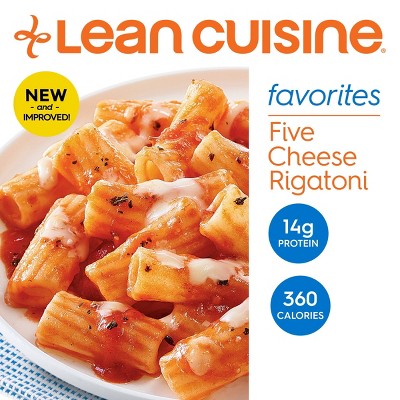 LEAN CUISINE®
NEW
- and -
IMPROVED!
favorites
Five
Cheese
Rigatoni
14g
PROTEIN
360
CALORIES